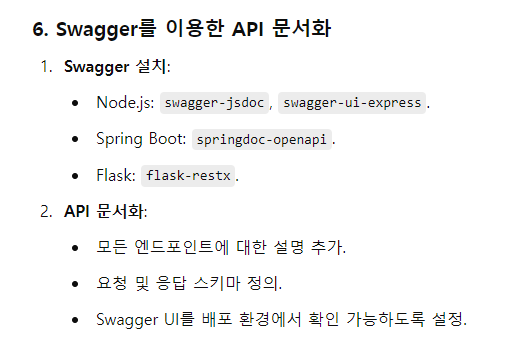 6. Swagger를 이용한 API 문서화
1. Swagger 설치:
• Node.js: swagger-jsdoc, swagger-ui-express.
• Spring Boot: springdoc-openapi.
• Flask: flask-restx.
2. API 문서화:
• 모든 엔드포인트에 대한 설명 추가.
• 요청 및 응답 스키마 정의.
• Swagger UI를 배포 환경에서 확인 가능하도록 설정.